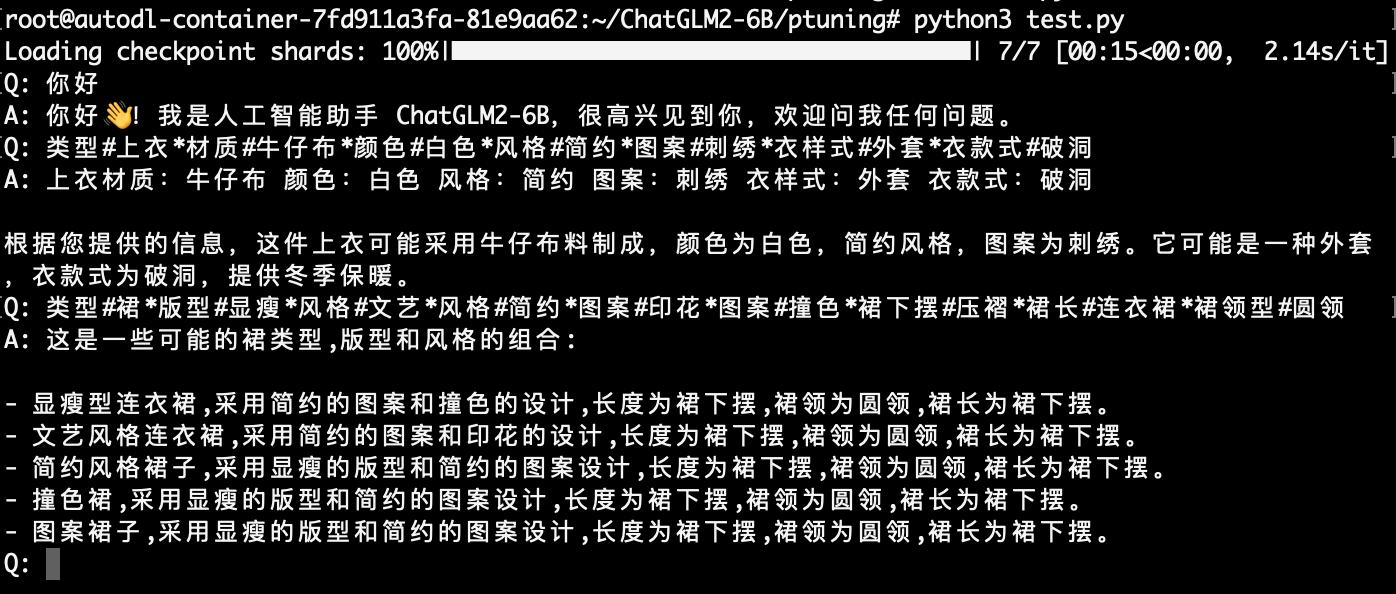 [root@autodl-container-7fd911a3fa-81e9aa62:~/ChatGLM2-6B/ptuning# python3 test.py
Loading checkpoint shards: 100%|██████████| 7/7 [00:15<00:00,  2.14s/it]
[Q: 你好
A: 你好👋！我是人工智能助手 ChatGLM2-6B，很高兴见到你，欢迎问我任何问题。
[Q: 类型#上衣*材质#牛仔布*颜色#白色*风格#简约*图案#刺绣*衣样式#外套*衣款式#破洞
A: 上衣材质：牛仔布 颜色：白色 风格：简约 图案：刺绣 衣样式：外套 衣款式：破洞
根据您提供的信息，这件上衣可能采用牛仔布料制成，颜色为白色，简约风格，图案为刺绣。它可能是一种外套
，衣款式为破洞，提供冬季保暖。
[Q: 类型#裙*版型#显瘦*风格#文艺*风格#简约*图案#印花*图案#撞色*裙下摆#压褶*裙长#连衣裙*裙领型#圆领
A: 这是一些可能的裙类型,版型和风格的组合：
- 显瘦型连衣裙,采用简约的图案和撞色的设计,长度为裙下摆,裙领为圆领,裙长为裙下摆。
- 文艺风格连衣裙,采用简约的图案和印花的设计,长度为裙下摆,裙领为圆领,裙长为裙下摆。
- 简约风格裙子,采用显瘦的版型和简约的图案设计,长度为裙下摆,裙领为圆领,裙长为裙下摆。
- 撞色裙,采用显瘦的版型和简约的图案设计,长度为裙下摆,裙领为圆领,裙长为裙下摆。
- 图案裙子,采用显瘦的版型和简约的图案设计,长度为裙下摆,裙领为圆领,裙长为裙下摆。
Q: